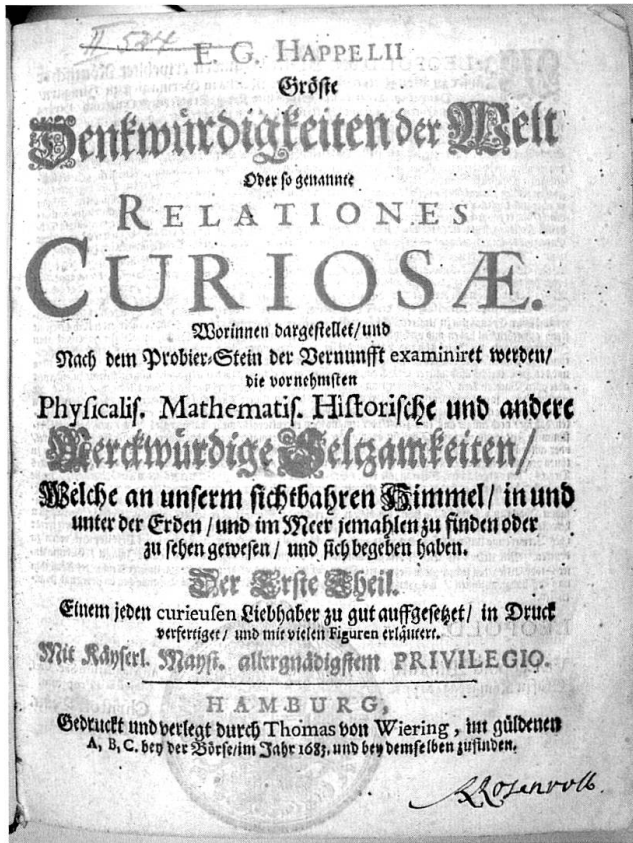 II 524
E. G. HAPPELII
Gröste
Denkwürdigkeiten der Welt
Oder so genannte
RELATIONES
CURIOSÆ.
Worinnen dargestellet/ und
Nach dem Probier-Stein der Vernunfft examiniret werden/
die vornehmsten
Physicalis. Mathematis. Historische und andere
Merckwürdige Seltzamkeiten/
Welche an unserm sichtbahren Himmel/ in und
unter der Erden/ und im Meer jemahlen zu finden oder
zu sehen gewesen/ und sich begeben haben.
Der Erste Theil.
Einem jeden curieusen Liebhaber zu gut auffgesetzet/ in Druck
verfertiget/ und mit vielen Figuren erläutert.
Mit Käyserl. Mayst. allergnädigstem PRIVILEGIO.
HAMBURG,
Gedruckt und verlegt durch Thomas von Wiering, im güldenen
A, B, C. bey der Börse/ im Jahr 1683. und bey demselben zufinden.